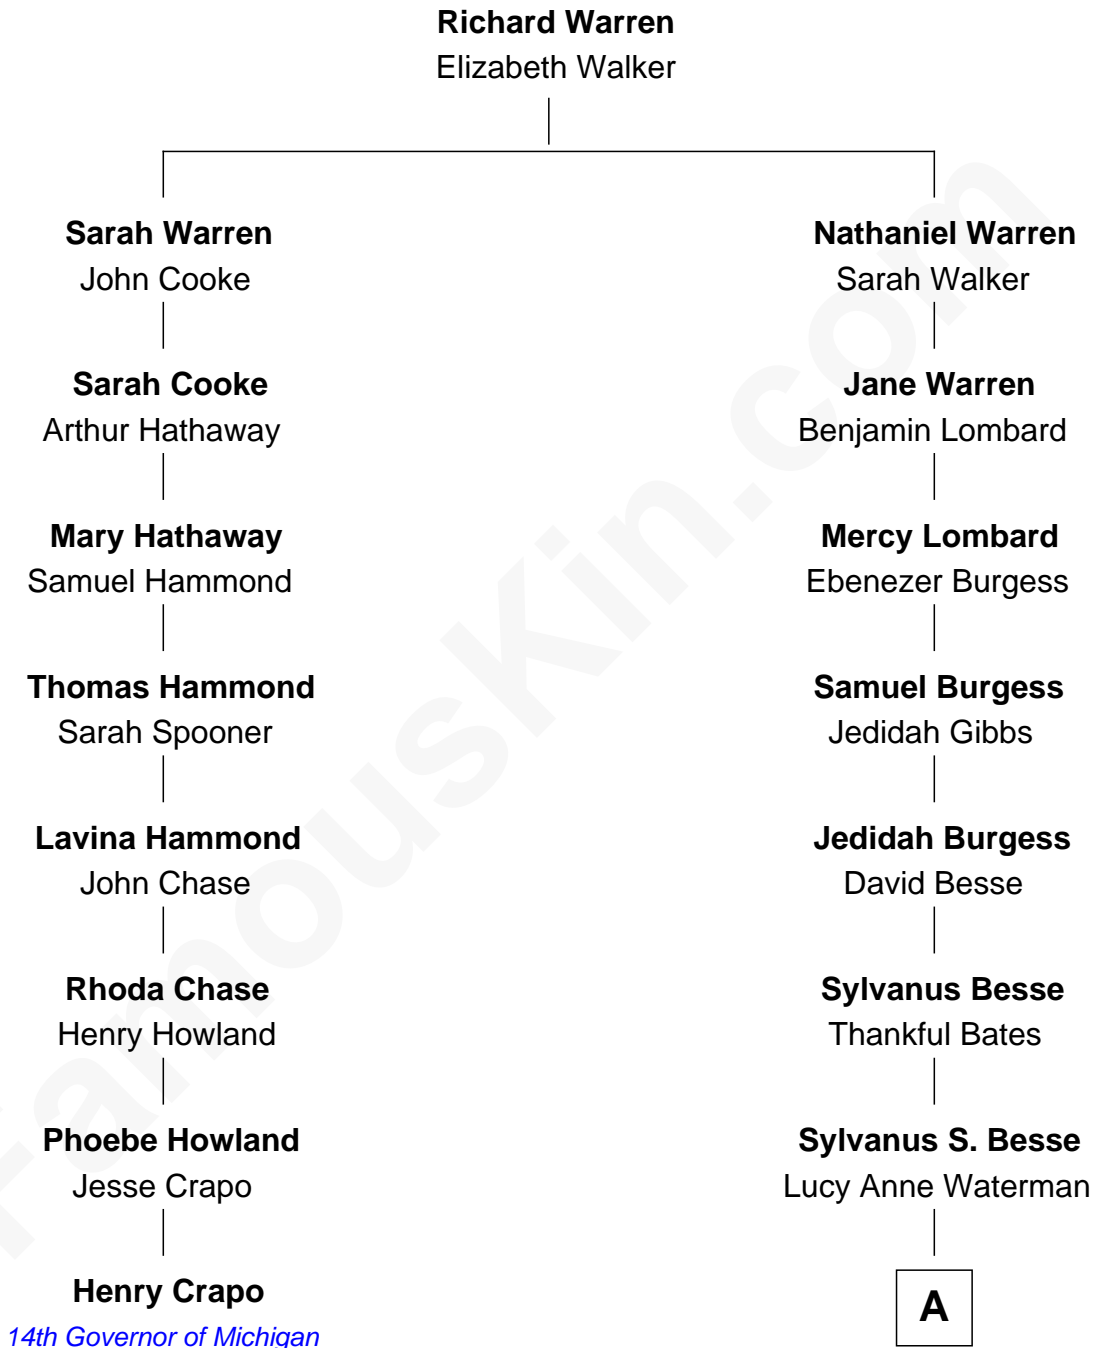 Richard Warren
Elizabeth Walker
Sarah Warren
John Cooke
Nathaniel Warren
Sarah Walker
Sarah Cooke
Arthur Hathaway
Jane Warren
Benjamin Lombard
Mary Hathaway
Samuel Hammond
Mercy Lombard
Ebenezer Burgess
Thomas Hammond
Sarah Spooner
Samuel Burgess
Jedidah Gibbs
Lavina Hammond
John Chase
Jedidah Burgess
David Besse
Rhoda Chase
Henry Howland
Sylvanus Besse
Thankful Bates
Phoebe Howland
Jesse Crapo
Sylvanus S. Besse
Lucy Anne Waterman
Henry Crapo
14th Governor of Michigan
A
FamousKin.com